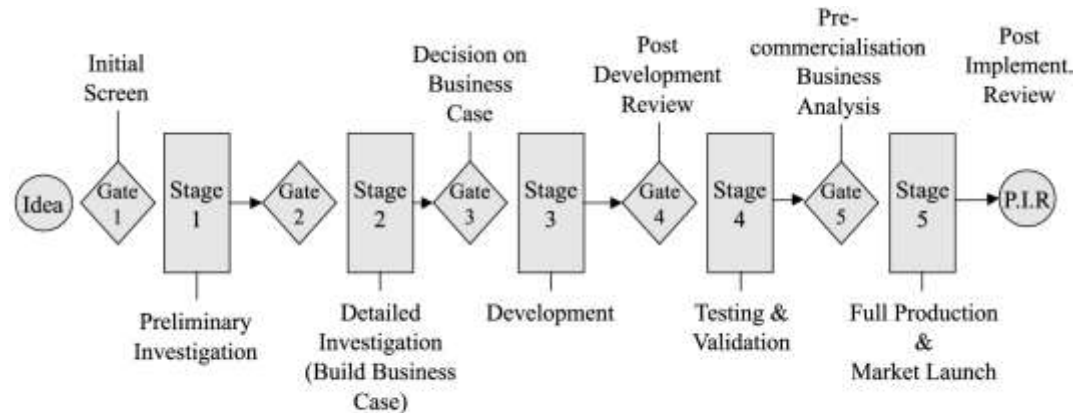 Initial
Screen
Decision on
Business
Case
Post
Development
Review
Pre-
commercialisation
Business
Analysis
Post
Implement.
Review
Idea
Gate
1
Stage
1
Gate
2
Stage
2
Gate
3
Stage
3
Gate
4
Stage
4
Gate
5
Stage
5
P.I.R
Preliminary
Investigation
Detailed
Investigation
(Build Business
Case)
Development
Testing &
Validation
Full Production
&
Market Launch